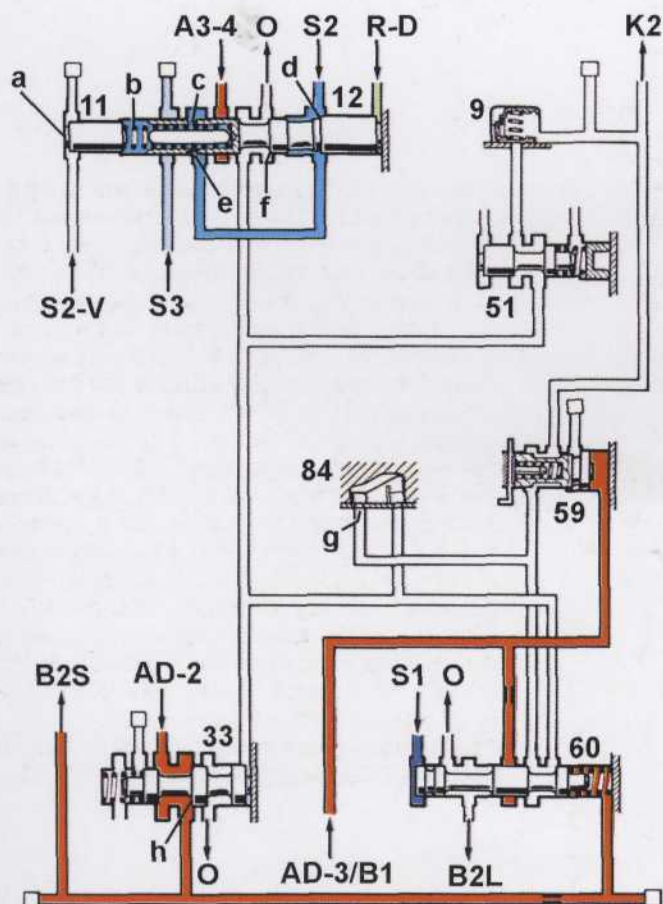 A3-4 O S2 R-D K2
a 11 b c d 12 9
e f
S2-V S3 51
84 59
g
B2S AD-2 33 S1 O 60
h
O AD-3/B1 B2L